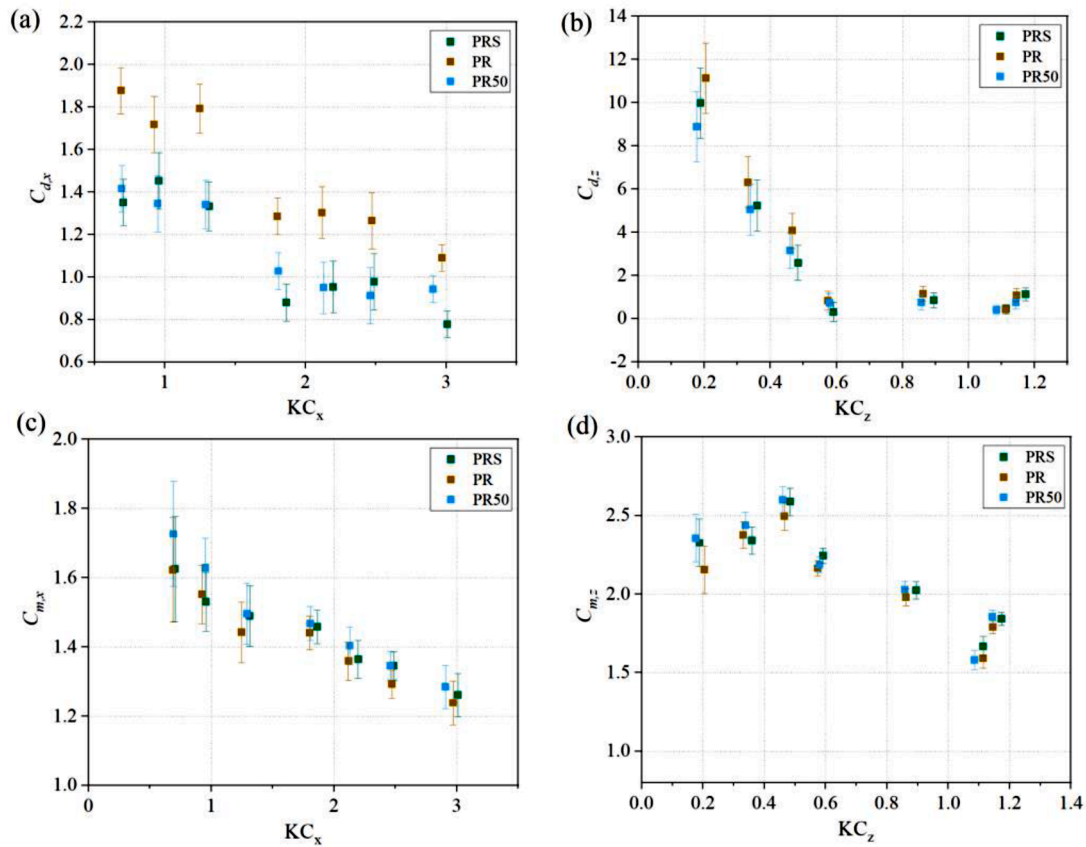 (a)
2.2
2.0
1.8
1.6
1.4
1.2
1.0
0.8
0.6
C_{d,x}
PRS
PR
PR50
1
2
3
KC_x
(b)
14
12
10
8
6
4
2
0
-2
C_{d,z}
PRS
PR
PR50
0.0
0.2
0.4
0.6
0.8
1.0
1.2
KC_z
(c)
2.0
1.8
1.6
1.4
1.2
1.0
C_{m,x}
PRS
PR
PR50
0
1
2
3
KC_x
(d)
3.0
2.5
2.0
1.5
1.0
C_{m,z}
PRS
PR
PR50
0.0
0.2
0.4
0.6
0.8
1.0
1.2
1.4
KC_z